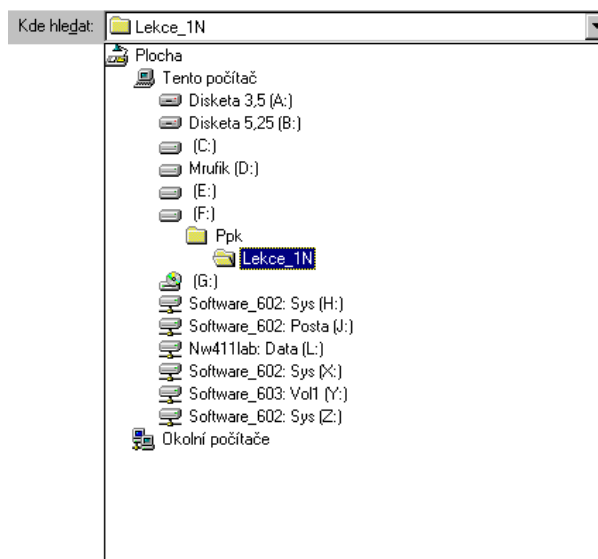 Kde hledat: Lekce_1N
Plocha
Tento počítač
Disketa 3,5 (A:)
Disketa 5,25 (B:)
(C:)
Mrufik (D:)
(E:)
(F:)
Ppk
Lekce_1N
(G:)
Software_602: Sys (H:)
Software_602: Posta (J:)
Nw411lab: Data (L:)
Software_602: Sys (X:)
Software_603: Vol1 (Y:)
Software_602: Sys (Z:)
Okolní počítače